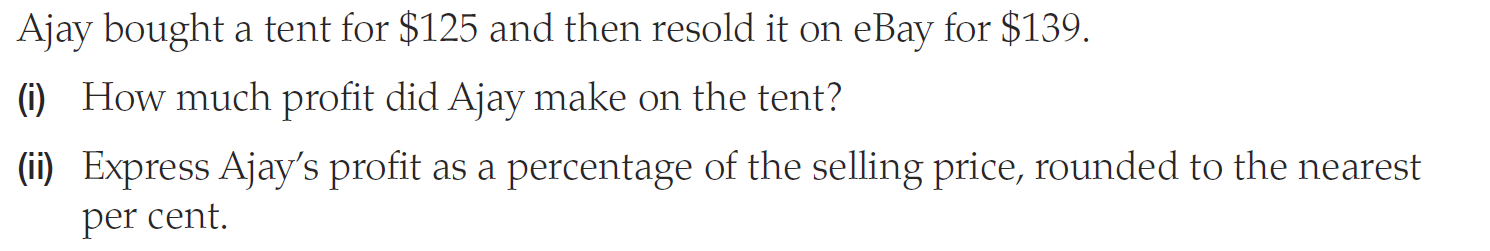 Ajay bought a tent for $125 and then resold it on eBay for $139.
(i) How much profit did Ajay make on the tent?
(ii) Express Ajay’s profit as a percentage of the selling price, rounded to the nearest
per cent.